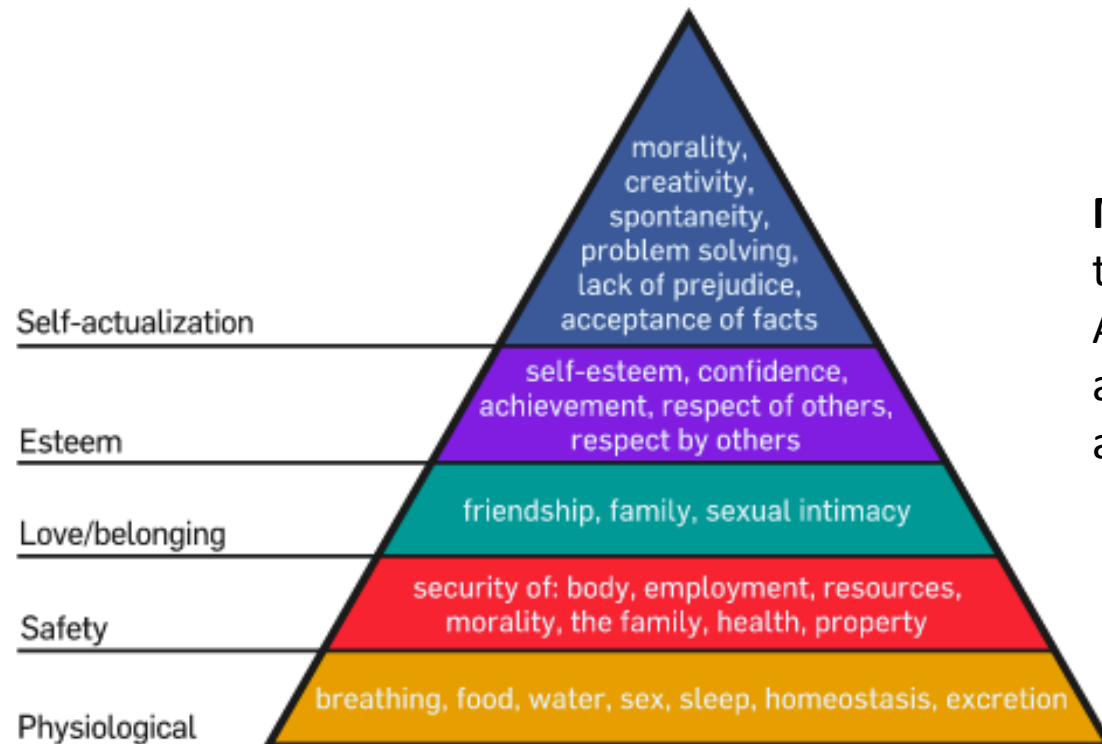 morality,
creativity,
spontaneity,
problem solving,
lack of prejudice,
acceptance of facts
Self-actualization
self-esteem, confidence,
achievement, respect of others,
respect by others
Esteem
friendship, family, sexual intimacy
Love/belonging
security of: body, employment, resources,
morality, the family, health, property
Safety
breathing, food, water, sex, sleep, homeostasis, excretion
Physiological